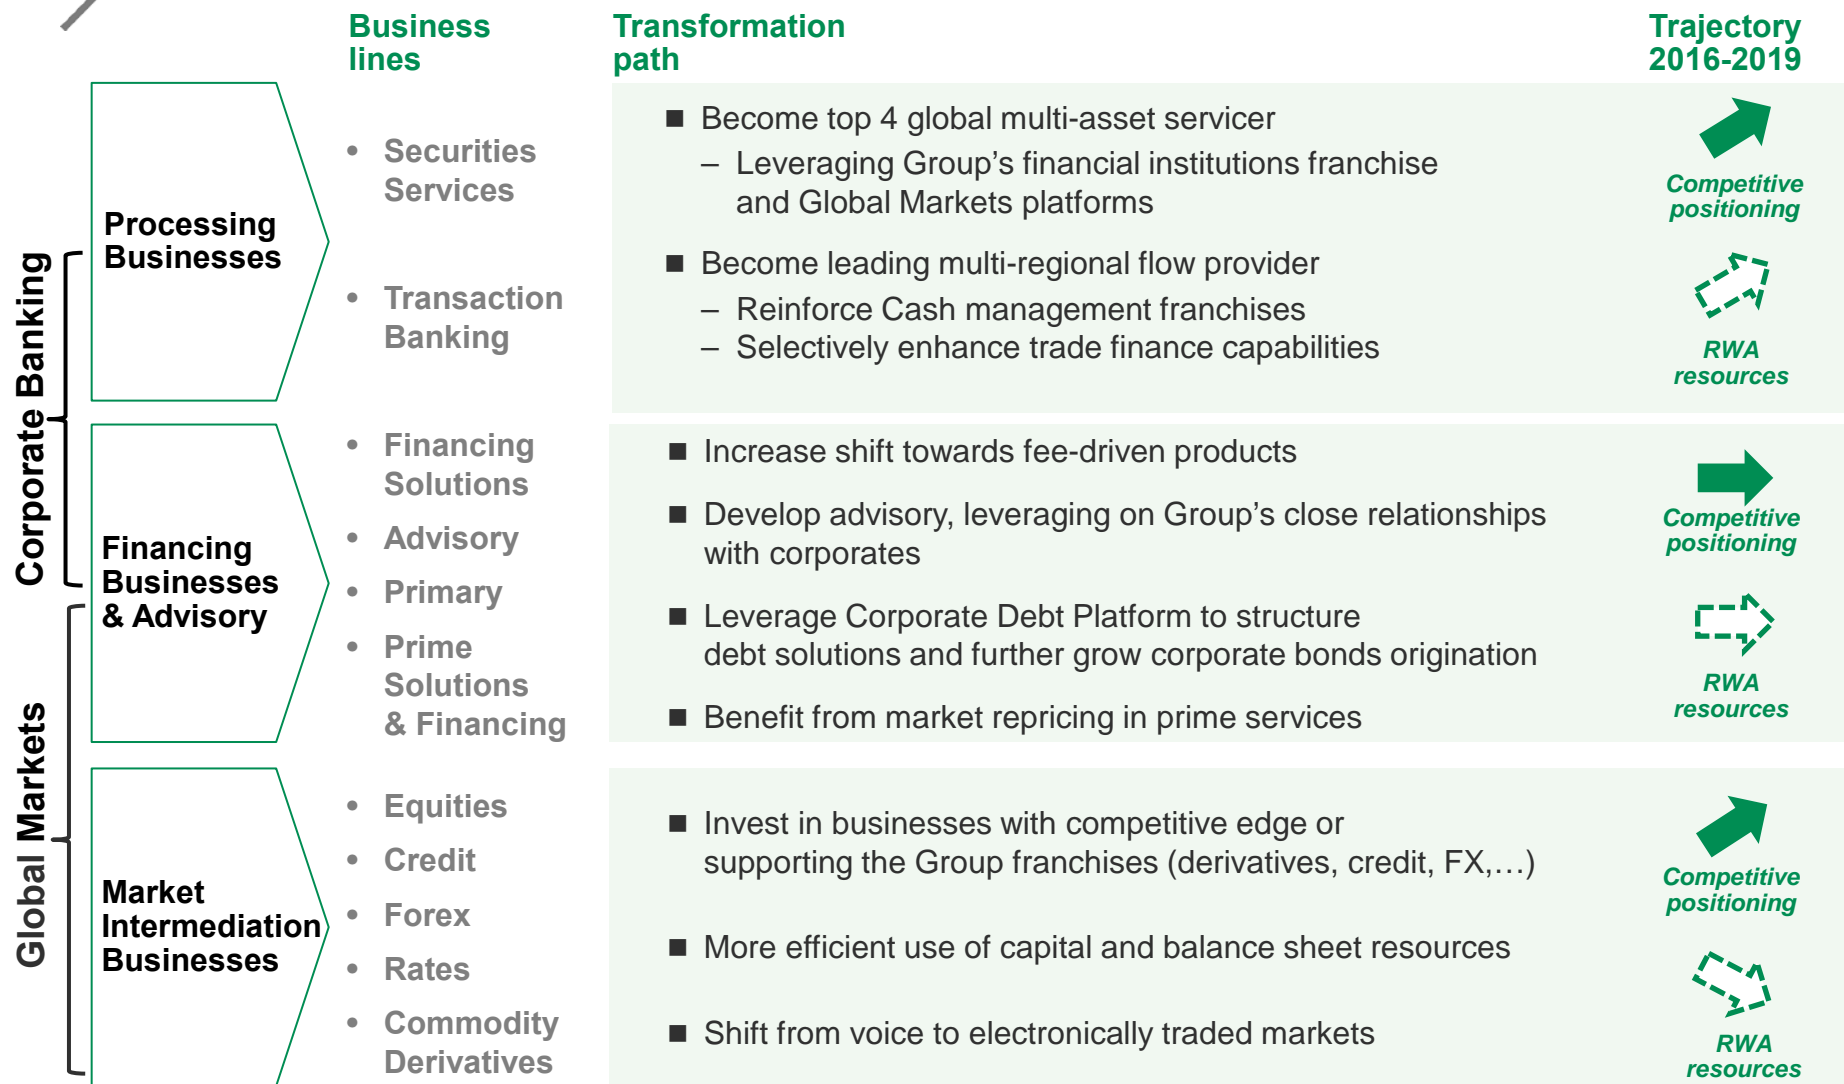 Business
lines
Transformation
path
Trajectory
2016-2019
Corporate Banking
Global Markets
Processing
Businesses
• Securities
Services
• Transaction
Banking
■ Become top 4 global multi-asset servicer
– Leveraging Group's financial institutions franchise
and Global Markets platforms
■ Become leading multi-regional flow provider
– Reinforce Cash management franchises
– Selectively enhance trade finance capabilities
Competitive
positioning
RWA
resources
Financing
Businesses
& Advisory
• Financing
Solutions
• Advisory
• Primary
• Prime
Solutions
& Financing
■ Increase shift towards fee-driven products
■ Develop advisory, leveraging on Group's close relationships
with corporates
■ Leverage Corporate Debt Platform to structure
debt solutions and further grow corporate bonds origination
■ Benefit from market repricing in prime services
Competitive
positioning
RWA
resources
Market
Intermediation
Businesses
• Equities
• Credit
• Forex
• Rates
• Commodity
Derivatives
■ Invest in businesses with competitive edge or
supporting the Group franchises (derivatives, credit, FX,…)
■ More efficient use of capital and balance sheet resources
■ Shift from voice to electronically traded markets
Competitive
positioning
RWA
resources